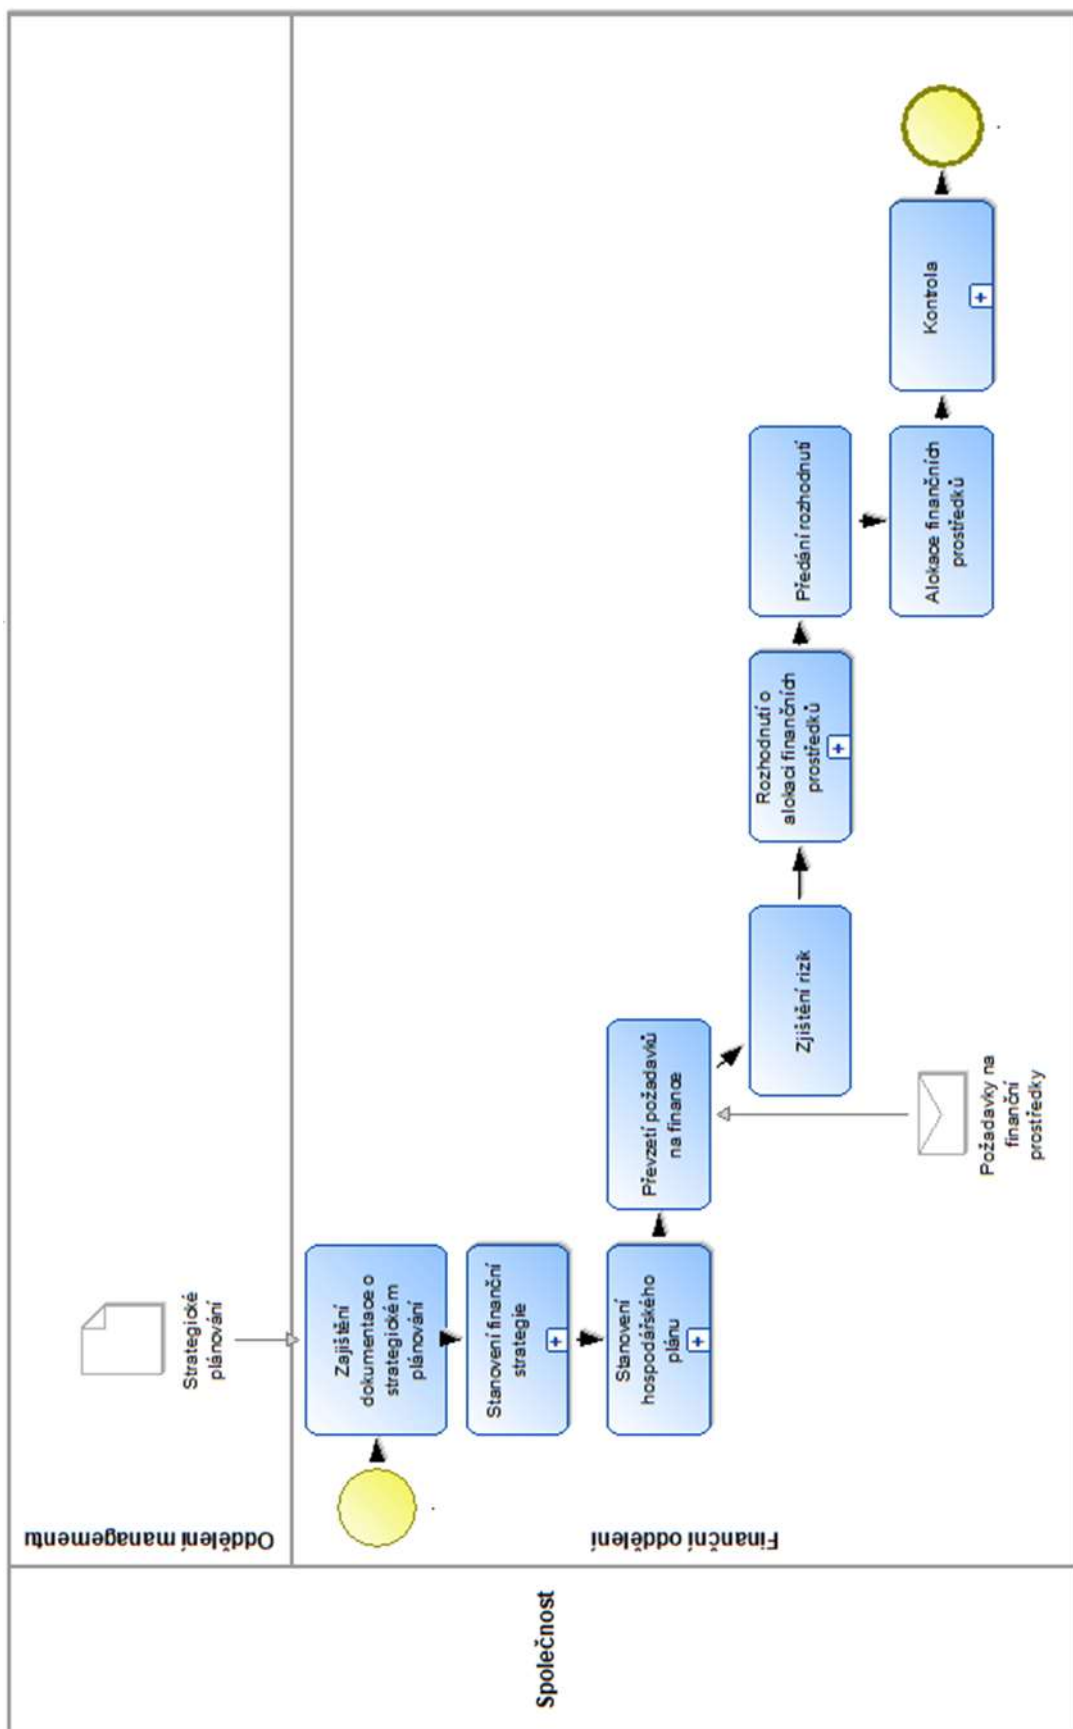 Společnost
Oddělení managementu
Strategické
plánování
Finanční oddělení
Zajištění
dokumentace o
strategickém
plánování
Stanovení finanční
strategie
Stanovení
hospodářského
plánu
Převzetí požadavků
na finance
Požadavky na
finanční
prostředky
Zjištění rizik
Rozhodnutí o
alokaci finančních
prostředků
Předání rozhodnutí
Alokace finančních
prostředků
Kontrola